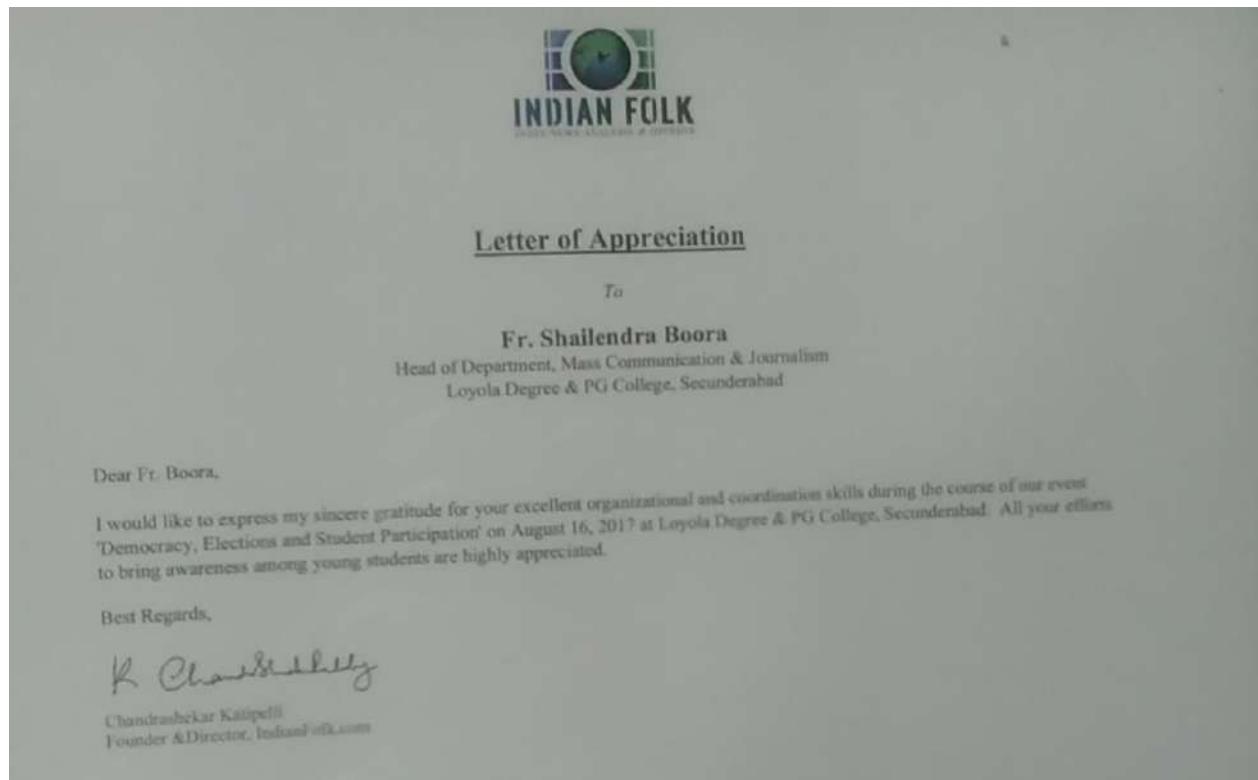 INDIAN FOLK
Letter of Appreciation
To
Fr. Shailendra Boora
Head of Department, Mass Communication & Journalism
Loyola Degree & PG College, Secunderabad
Dear Fr. Boora,
I would like to express my sincere gratitude for your excellent organizational and coordination skills during the course of our event
'Democracy, Elections and Student Participation' on August 16, 2017 at Loyola Degree & PG College, Secunderabad. All your efforts
to bring awareness among young students are highly appreciated.
Best Regards,
Chandrashekar Katipelli
Founder &Director, IndianFolk.com